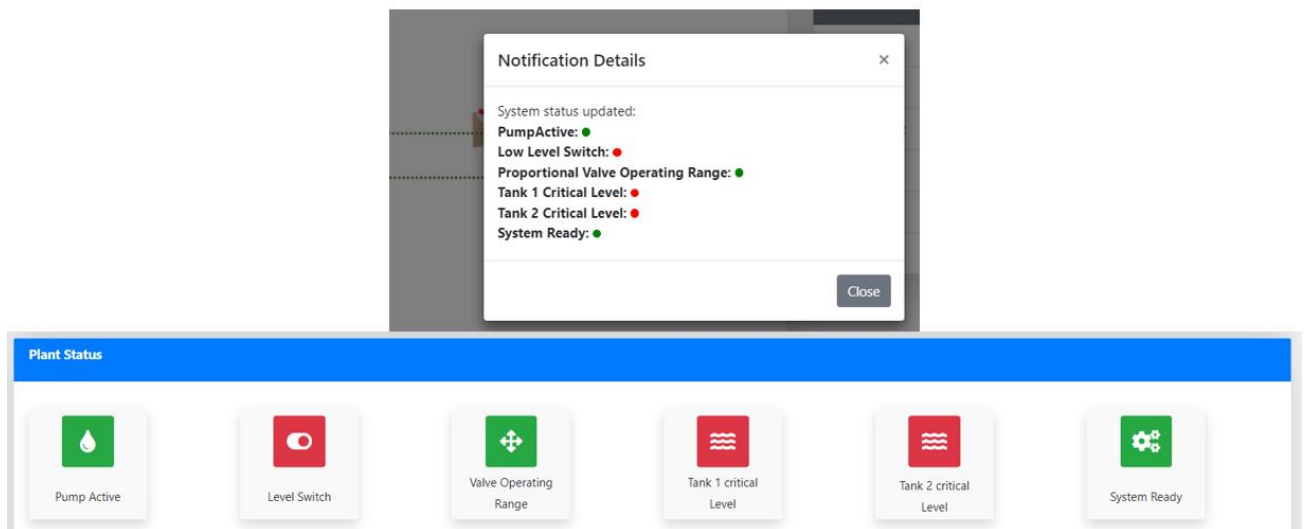 Notification Details ×
System status updated:
PumpActive:
Low Level Switch:
Proportional Valve Operating Range:
Tank 1 Critical Level:
Tank 2 Critical Level:
System Ready:
Close
Plant Status
Pump Active
Level Switch
Valve Operating
Range
Tank 1 critical
Level
Tank 2 critical
Level
System Ready